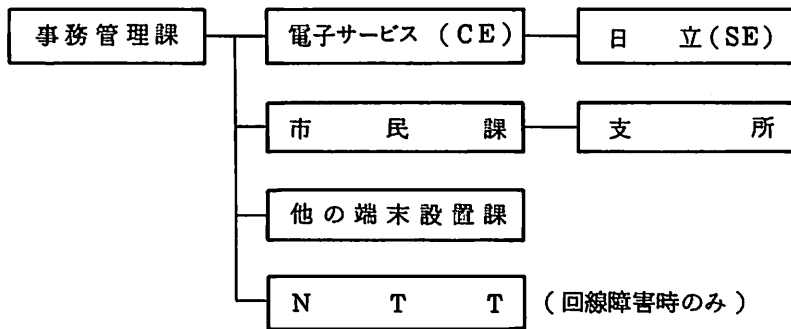 事務管理課 電子サービス (CE) 日立(SE)
市民課 支所
他の端末設置課
NTT (回線障害時のみ)